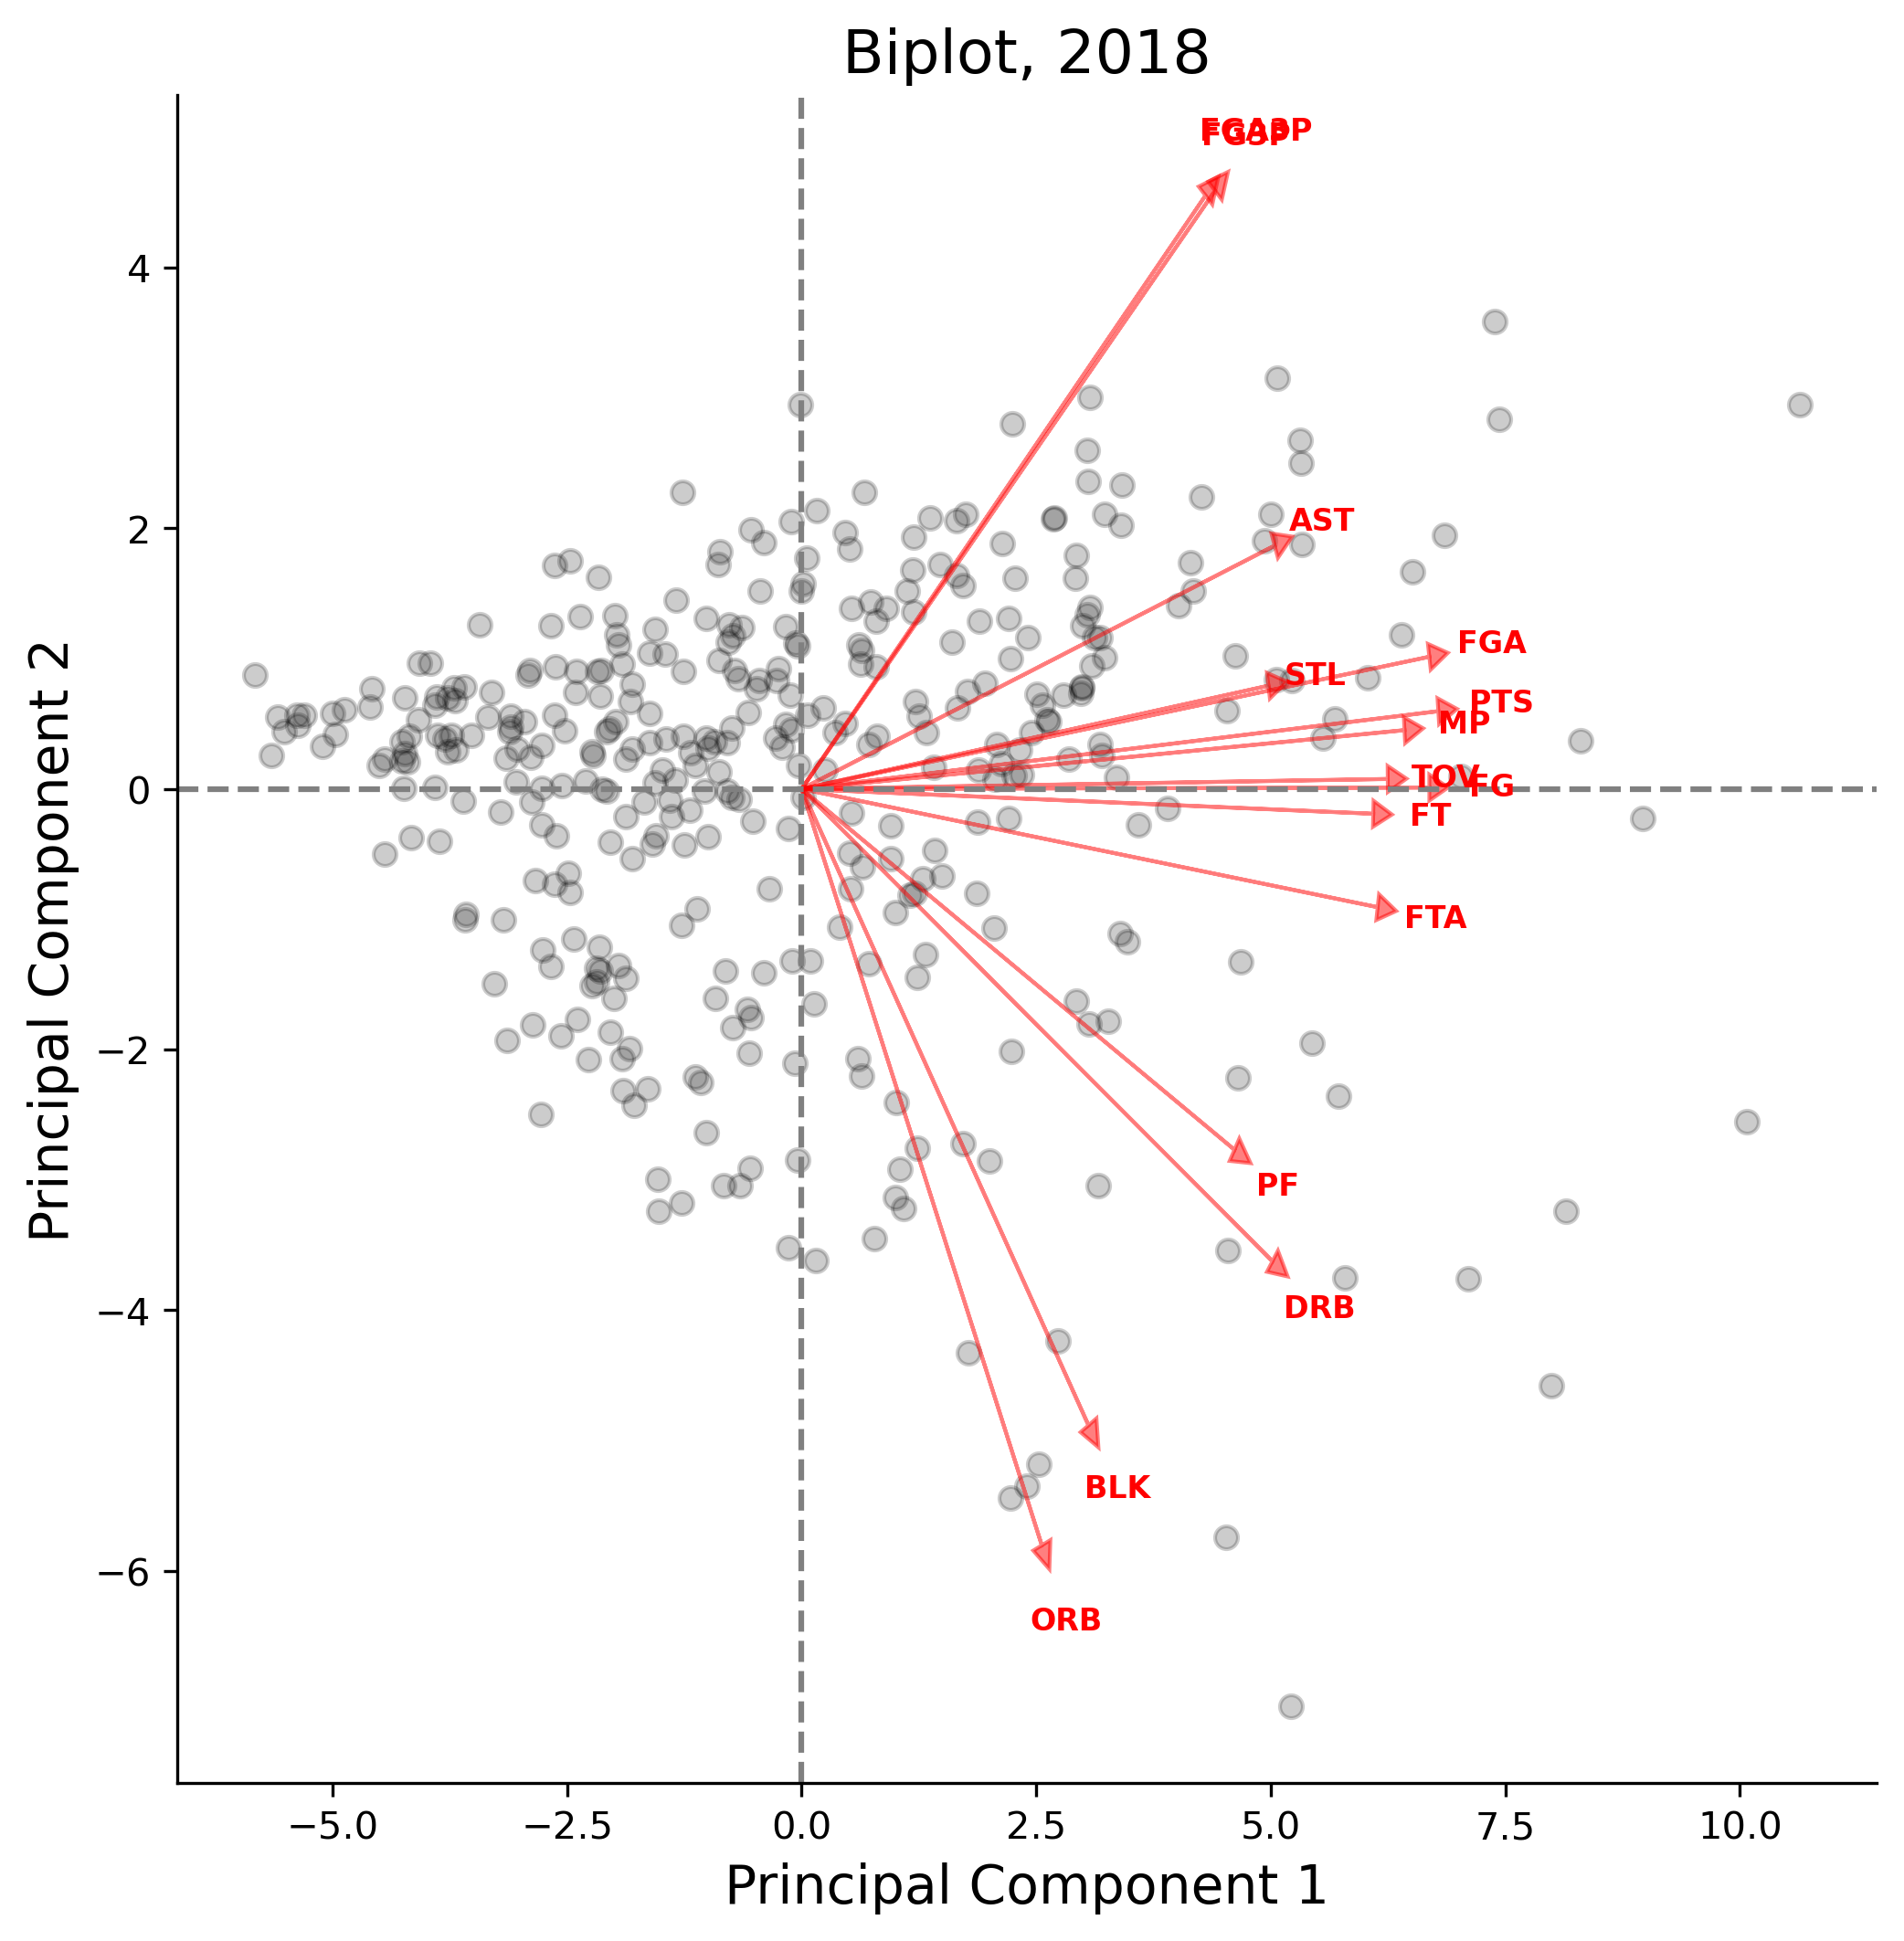 Biplot, 2018
FG3P
AST
FGA
STL
PTS
MP
TOV
FG
FT
FTA
PF
DRB
BLK
ORB
4
2
0
−2
−4
−6
Principal Component 2
−5.0 −2.5 0.0 2.5 5.0 7.5 10.0
Principal Component 1